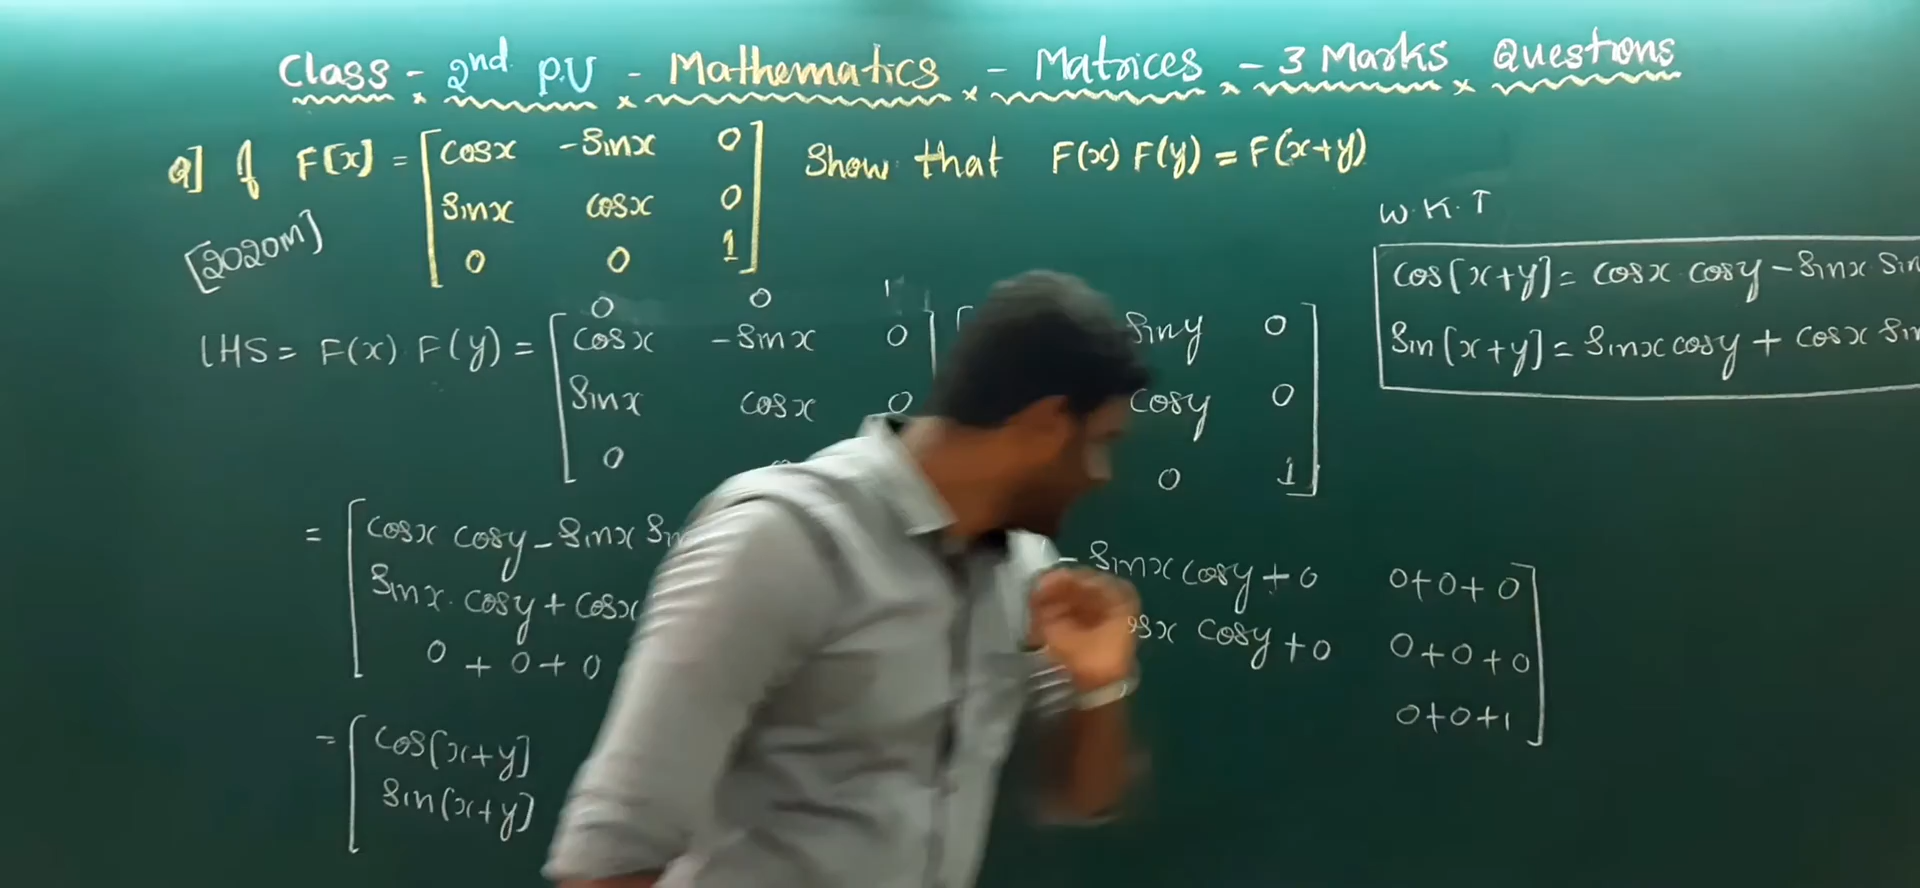 Class - 2nd P.U - Mathematics - Matrices - 3 Marks Questions
Q] If F[x] = [cosx -sinx 0] Show that F(x) F(y) = F(x+y)
sinx cosx 0
0 0 1
[2020M]
W.K.T
cos[x+y] = cosx cosy - sinx
sin[x+y] = sinx cosy + cosx
0 0 1
LHS = F(x) F(y) = [cosx -sinx 0] [ siny 0]
sinx cosx 0 cosy 0
0 0 1
= [cosx cosy - sinx - sinx cosy + 0 0+0+0]
sinx. cosy + cosx cosy + 0 0+0+0
0 + 0 + 0 0+0+1
= [cos[x+y]
sin(x+y)